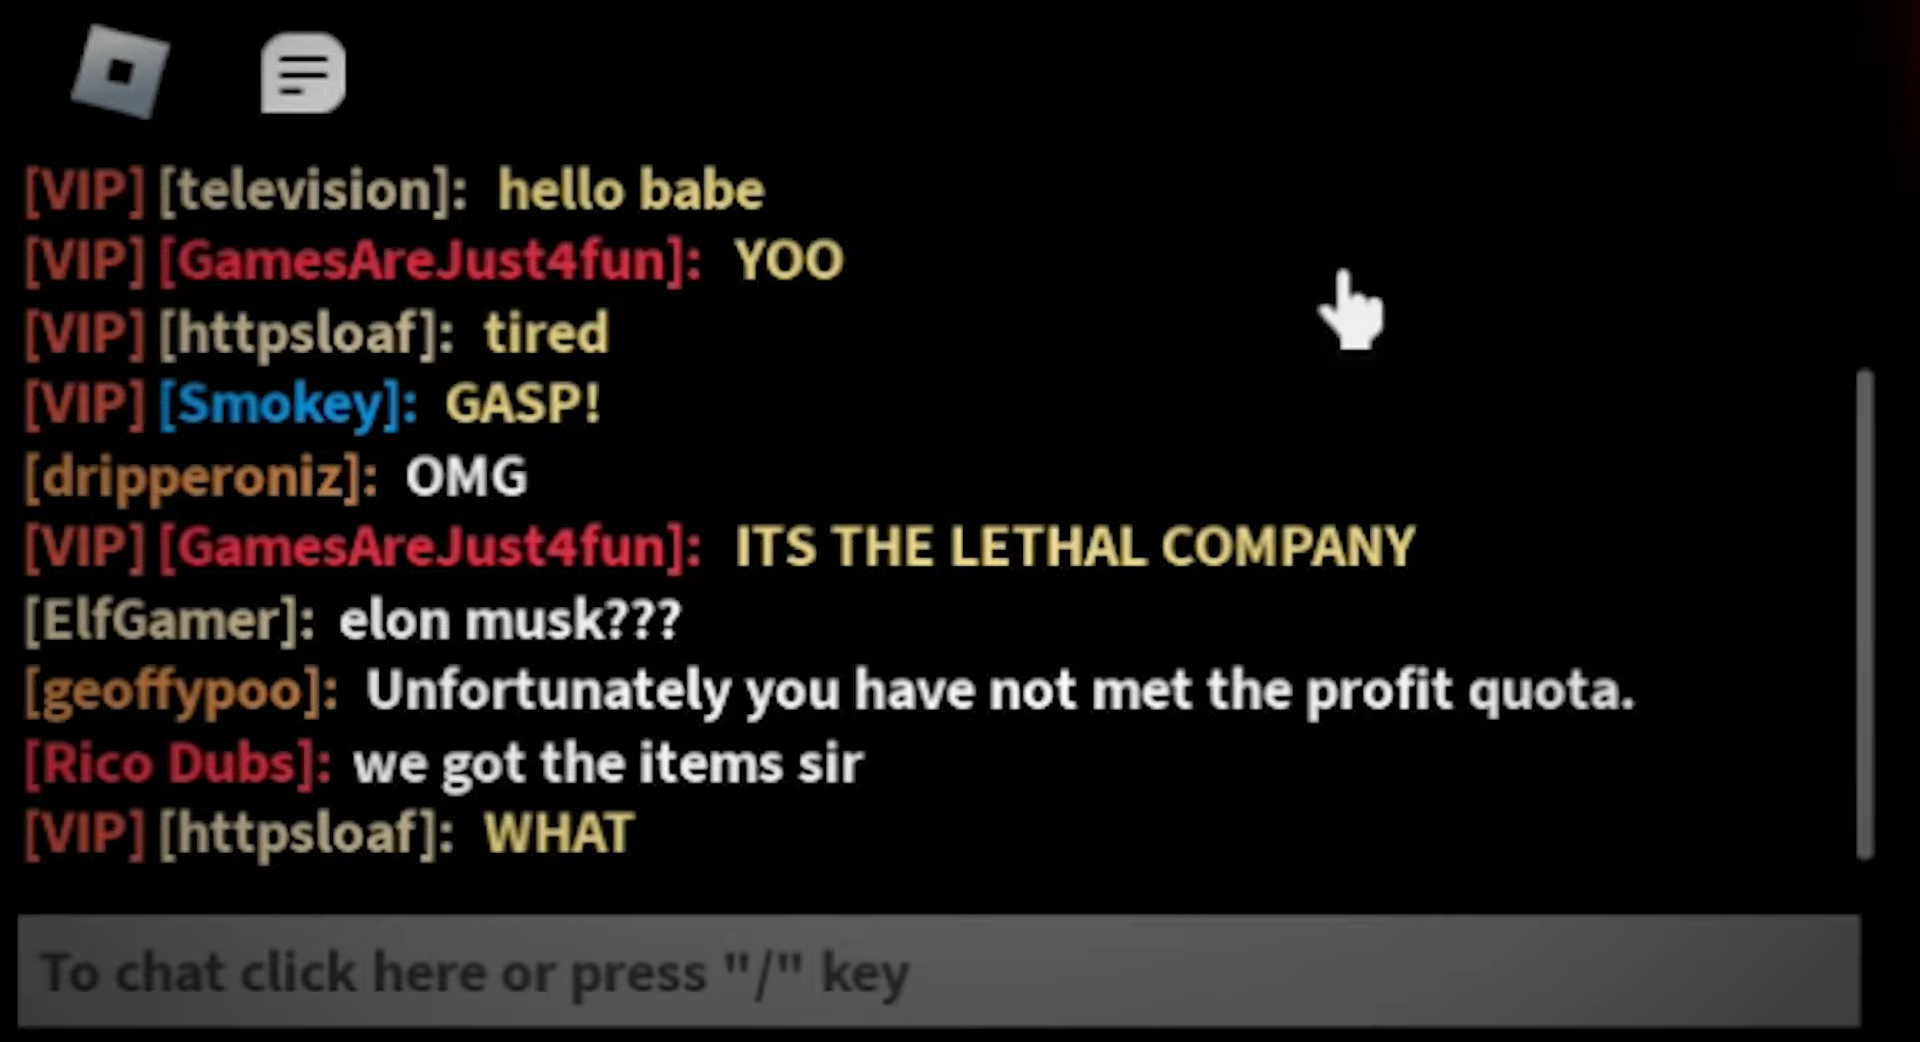 [VIP] [television]: hello babe
[VIP] [GamesAreJust4fun]: YOO
[VIP] [httpsloaf]: tired
[VIP] [Smokey]: GASP!
[dripperoniz]: OMG
[VIP] [GamesAreJust4fun]: ITS THE LETHAL COMPANY
[ElfGamer]: elon musk???
[geoffypoo]: Unfortunately you have not met the profit quota.
[Rico Dubs]: we got the items sir
[VIP] [httpsloaf]: WHAT
To chat click here or press "/" key